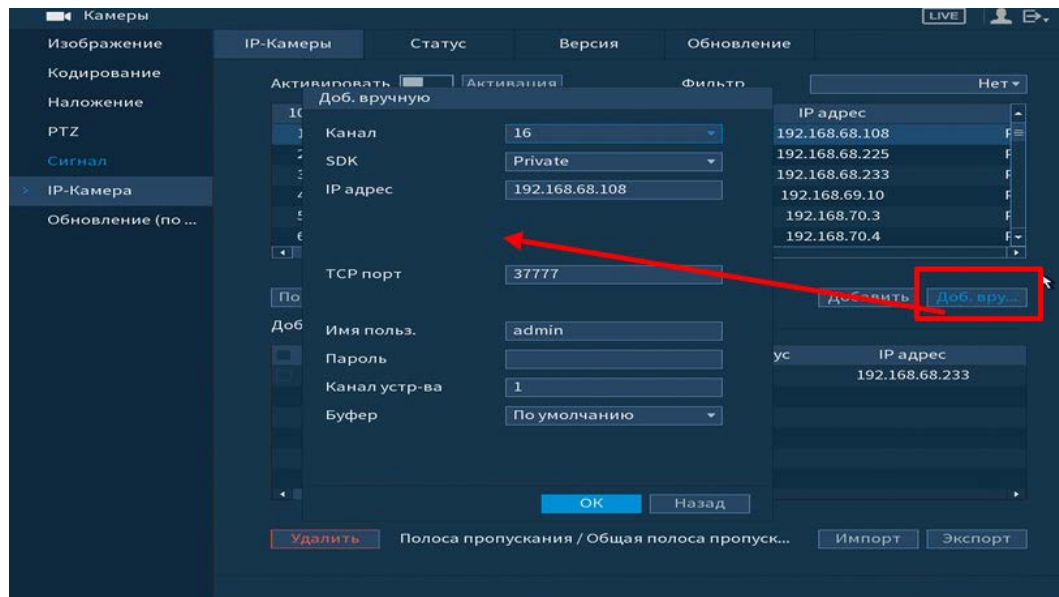 Камеры LIVE
Изображение IP-Камеры Статус Версия Обновление
Кодирование Активировать Активация Фильтр Нет
Наложение Доб. вручную IP адрес
PTZ Канал 16 192.168.68.108
Сигнал SDK Private 192.168.68.225
192.168.68.233
IP-Камера IP адрес 192.168.68.108 192.168.69.10
Обновление (по ... 192.168.70.3
192.168.70.4
TCP порт 37777
По Добавить Доб. вру...
Доб Имя польз. admin
Пароль ус IP адрес
192.168.68.233
Канал устр-ва 1
Буфер По умолчанию
OK Назад
Удалить Полоса пропускания / Общая полоса пропуск... Импорт Экспорт